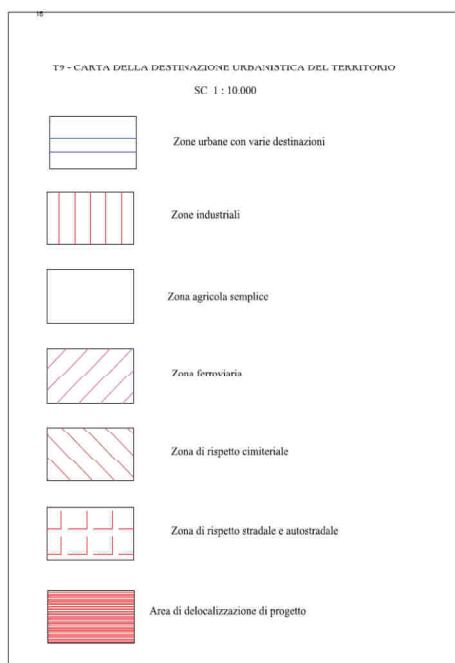 16
T9 - CARTA DELLA DESTINAZIONE URBANISTICA DEL TERRITORIO
SC 1 : 10.000
Zone urbane con varie destinazioni
Zone industriali
Zona agricola semplice
Zona ferroviaria
Zona di rispetto cimiteriale
Zona di rispetto stradale e autostradale
Area di delocalizzazione di progetto